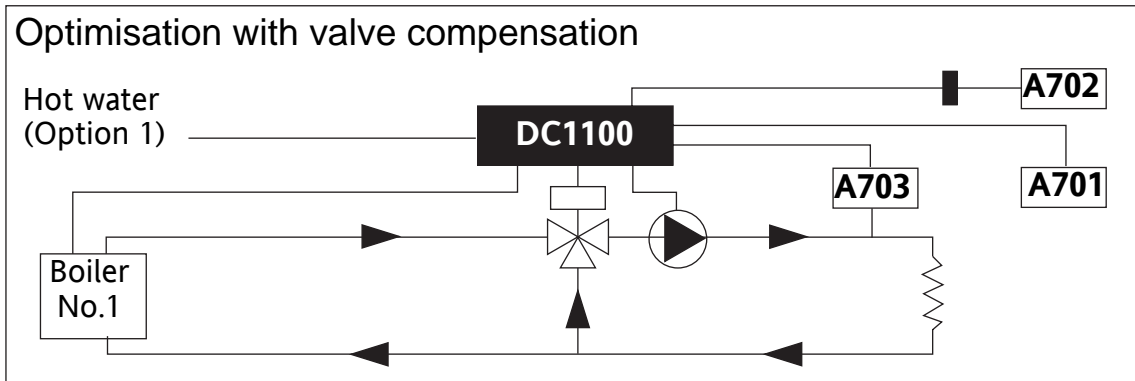 Optimisation with valve compensation
Hot water
(Option 1)
DC1100
A702
A703
A701
Boiler
No.1